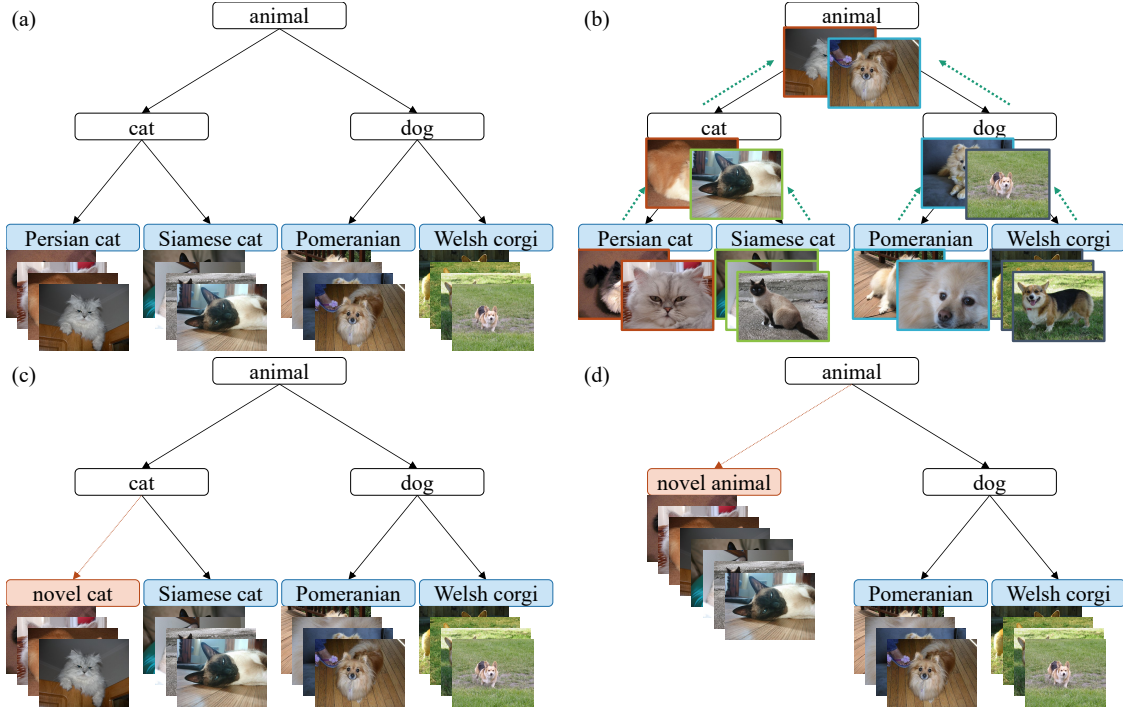 (a)
animal
cat
dog
Persian cat
Siamese cat
Pomeranian
Welsh corgi
(b)
animal
cat
dog
Persian cat
Siamese cat
Pomeranian
Welsh corgi
(c)
animal
cat
dog
novel cat
Siamese cat
Pomeranian
Welsh corgi
(d)
animal
novel animal
dog
Pomeranian
Welsh corgi